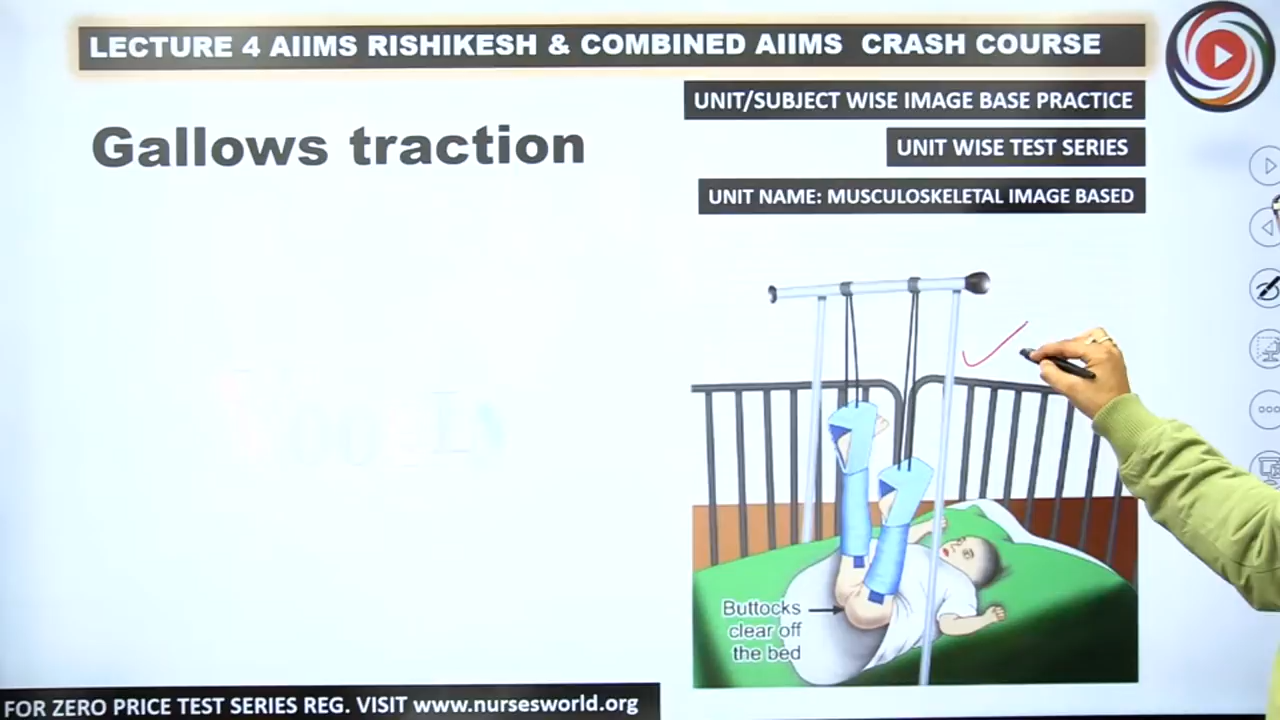 LECTURE 4 AIIMS RISHIKESH & COMBINED AIIMS CRASH COURSE
UNIT/SUBJECT WISE IMAGE BASE PRACTICE
Gallows traction
UNIT WISE TEST SERIES
UNIT NAME: MUSCULOSKELETAL IMAGE BASED
Buttocks
clear off
the bed
FOR ZERO PRICE TEST SERIES REG. VISIT www.nursesworld.org